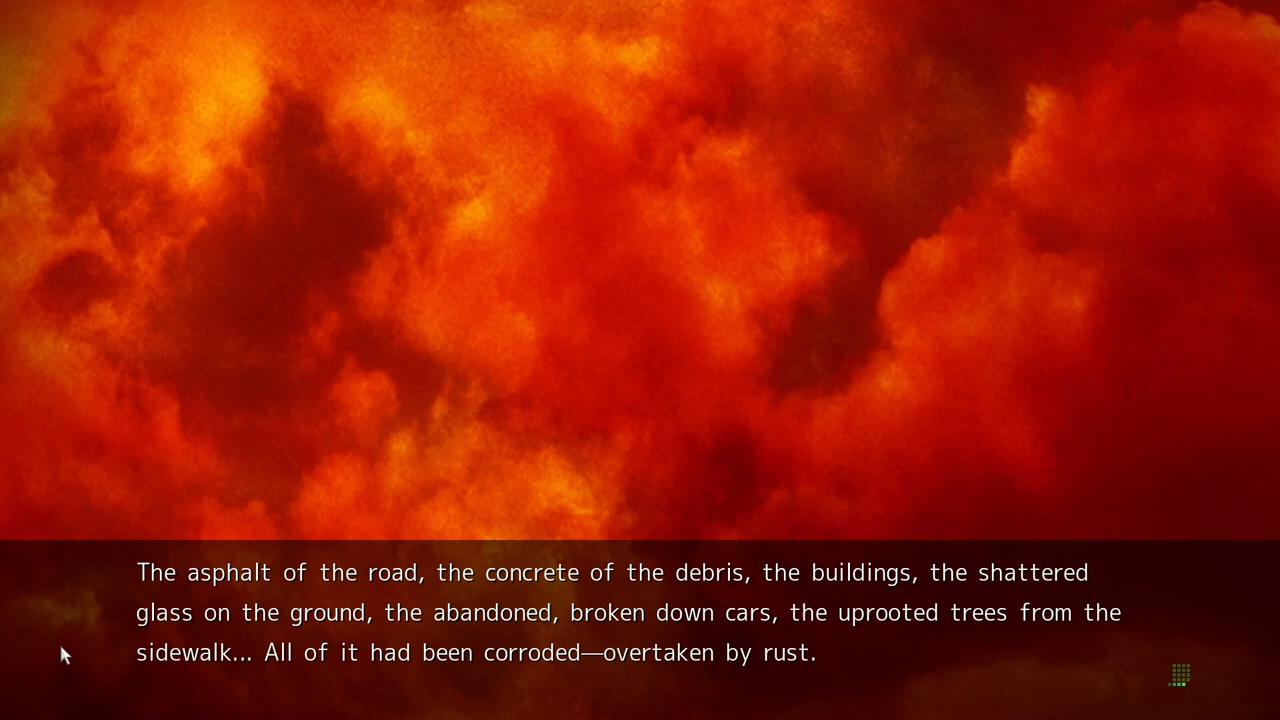 The asphalt of the road, the concrete of the debris, the buildings, the shattered
glass on the ground, the abandoned, broken down cars, the uprooted trees from the
sidewalk... All of it had been corroded—overtaken by rust.